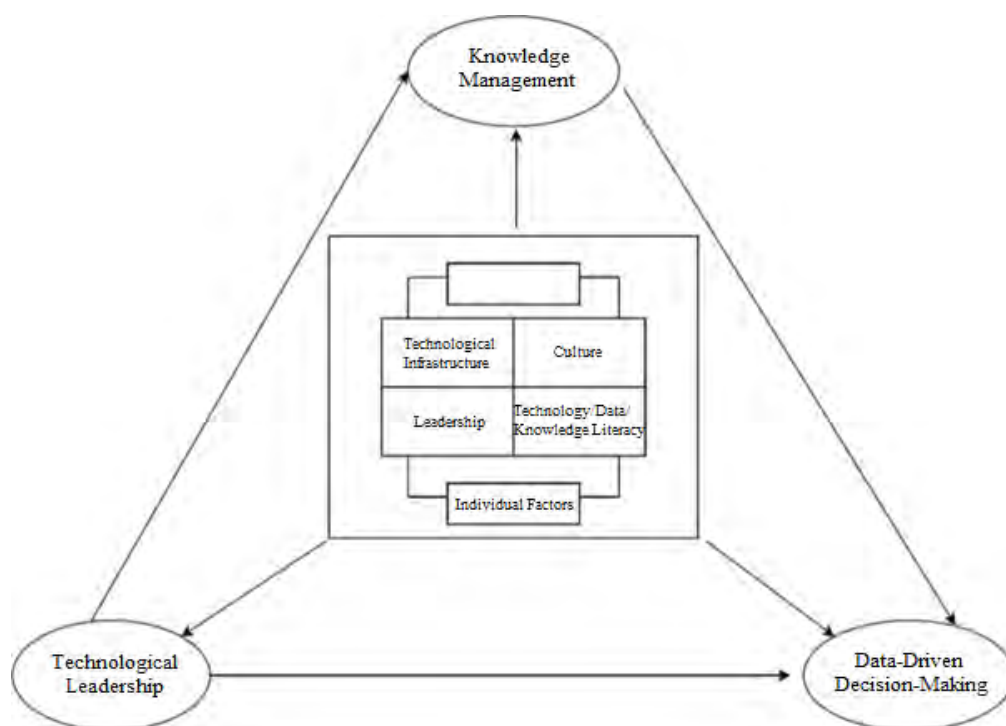 Knowledge
Management
Technological
Infrastructure
Culture
Leadership
Technology/Data/
Knowledge Literacy
Individual Factors
Technological
Leadership
Data-Driven
Decision-Making